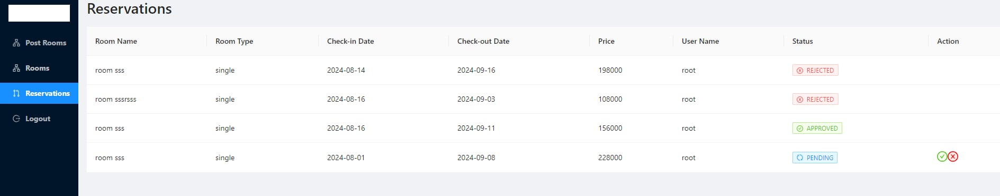 Reservations
Post Rooms
Rooms
Reservations
Logout
Room Name Room Type Check-in Date Check-out Date Price User Name Status Action
room sss single 2024-08-14 2024-09-16 198000 root REJECTED
room sssrsss single 2024-08-16 2024-09-03 108000 root REJECTED
room sss single 2024-08-16 2024-09-11 156000 root APPROVED
room sss single 2024-08-01 2024-09-08 228000 root PENDING